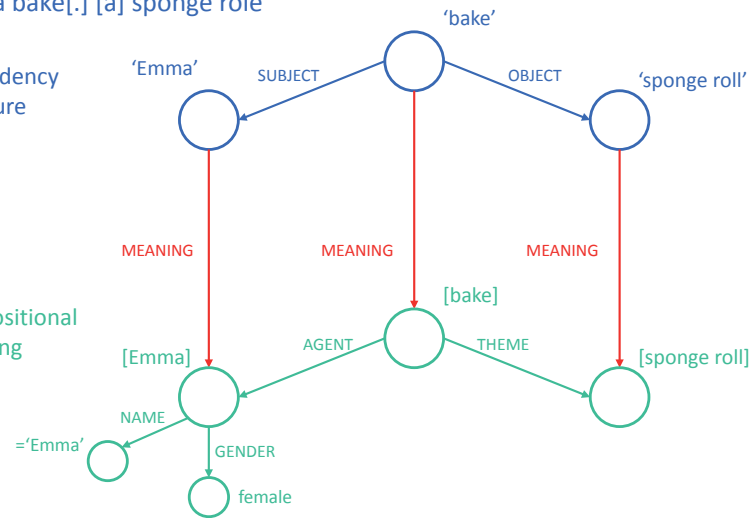 a bake[.] [a] sponge role
'bake'
dency
ure
'Emma'
SUBJECT
OBJECT
'sponge roll'
MEANING
MEANING
MEANING
[bake]
ositional
ng
[Emma]
AGENT
THEME
[sponge roll]
NAME
='Emma'
GENDER
female